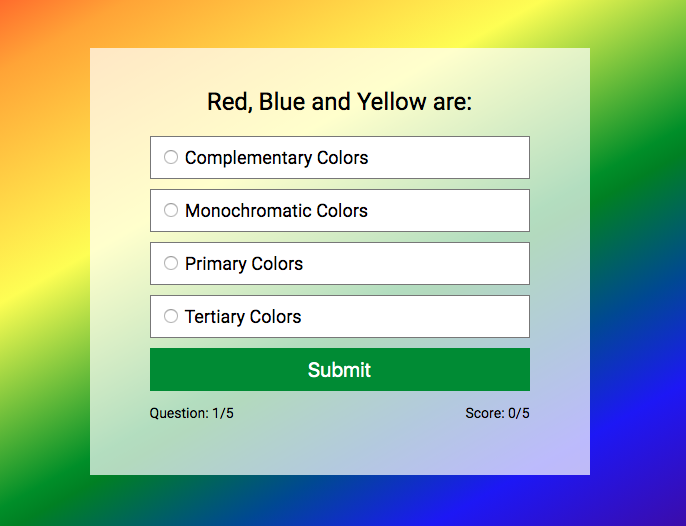 Red, Blue and Yellow are:
Complementary Colors
Monochromatic Colors
Primary Colors
Tertiary Colors
Submit
Question: 1/5 Score: 0/5